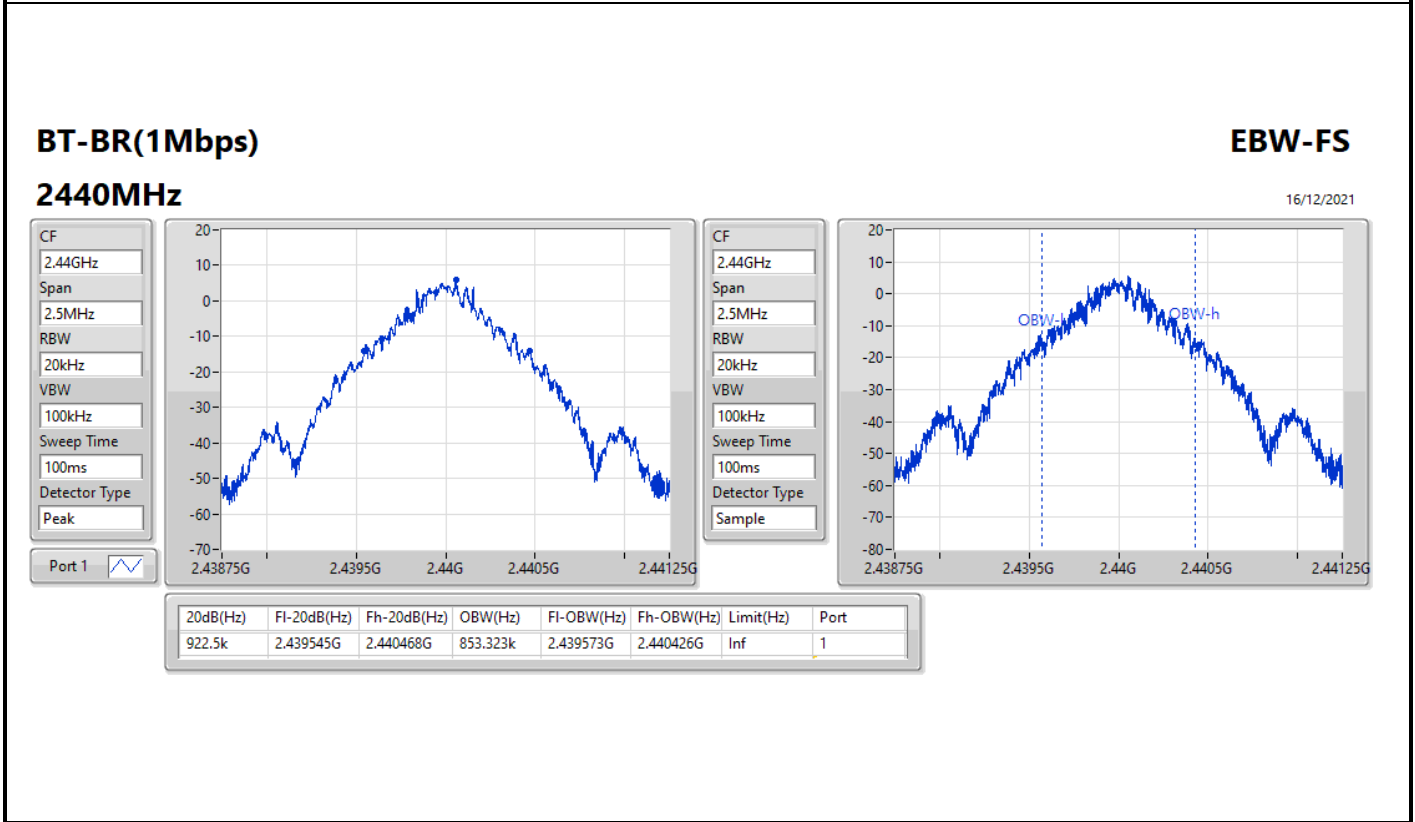 BT-BR(1Mbps)
EBW-FS
2440MHz
16/12/2021
CF
2.44GHz
Span
2.5MHz
RBW
20kHz
VBW
100kHz
Sweep Time
100ms
Detector Type
Peak
Port 1
20
10
0
-10
-20
-30
-40
-50
-60
-70
2.43875G 2.4395G 2.44G 2.4405G 2.44125G
CF
2.44GHz
Span
2.5MHz
RBW
20kHz
VBW
100kHz
Sweep Time
100ms
Detector Type
Sample
20
10
0
-10
-20
-30
-40
-50
-60
-70
-80
OBW-l OBW-h
2.43875G 2.4395G 2.44G 2.4405G 2.44125G
20dB(Hz) Fl-20dB(Hz) Fh-20dB(Hz) OBW(Hz) Fl-OBW(Hz) Fh-OBW(Hz) Limit(Hz) Port
922.5k 2.439545G 2.440468G 853.323k 2.439573G 2.440426G Inf 1